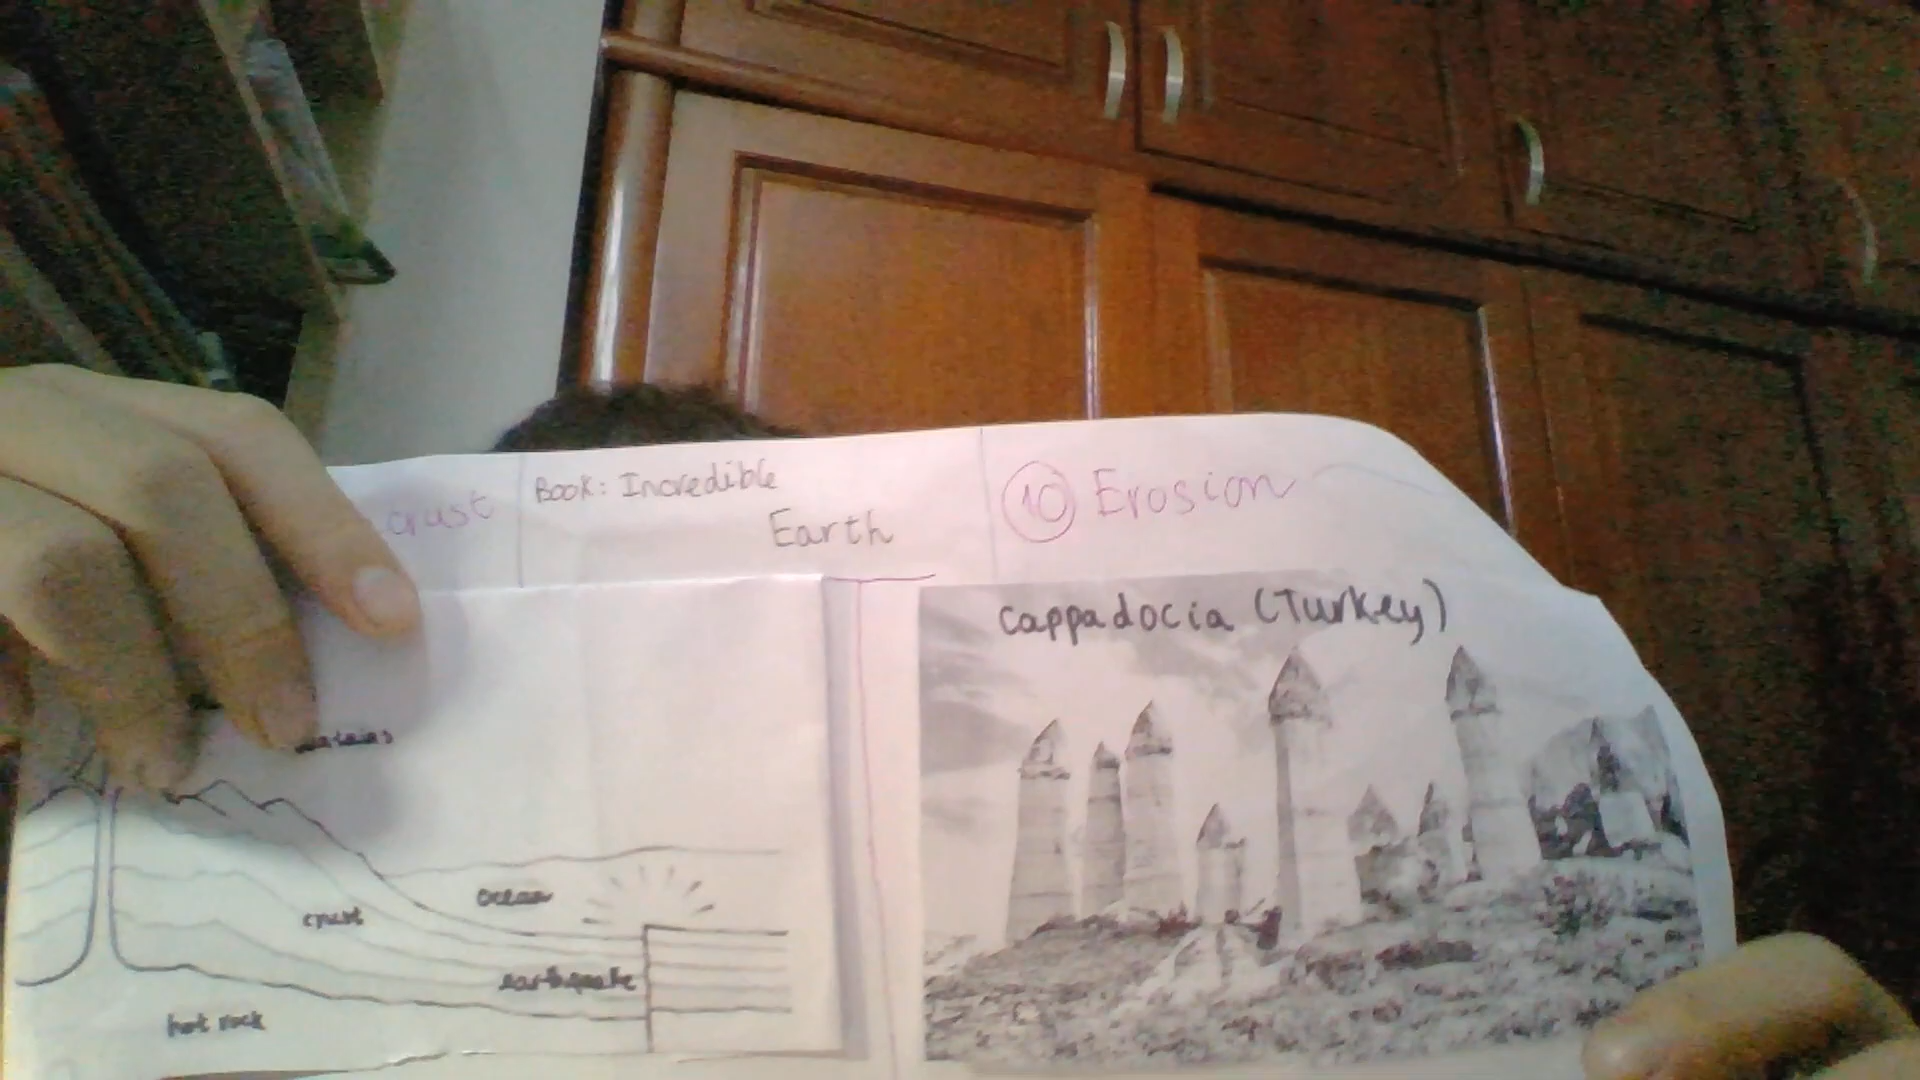 crust
Book: Incredible
Earth
10 Erosion
Cappadocia (Turkey)
ocean
crust
earthquake
hot rock